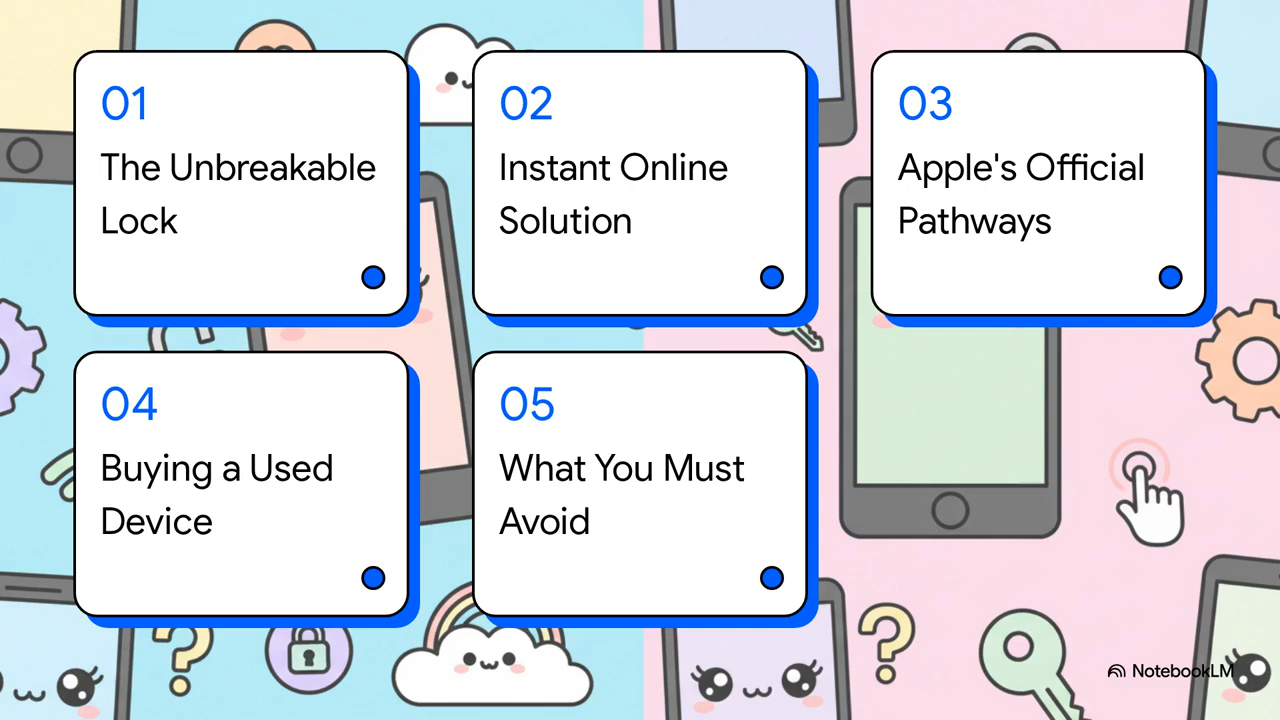 01
The Unbreakable
Lock
02
Instant Online
Solution
03
Apple's Official
Pathways
04
Buying a Used
Device
05
What You Must
Avoid
NotebookLM